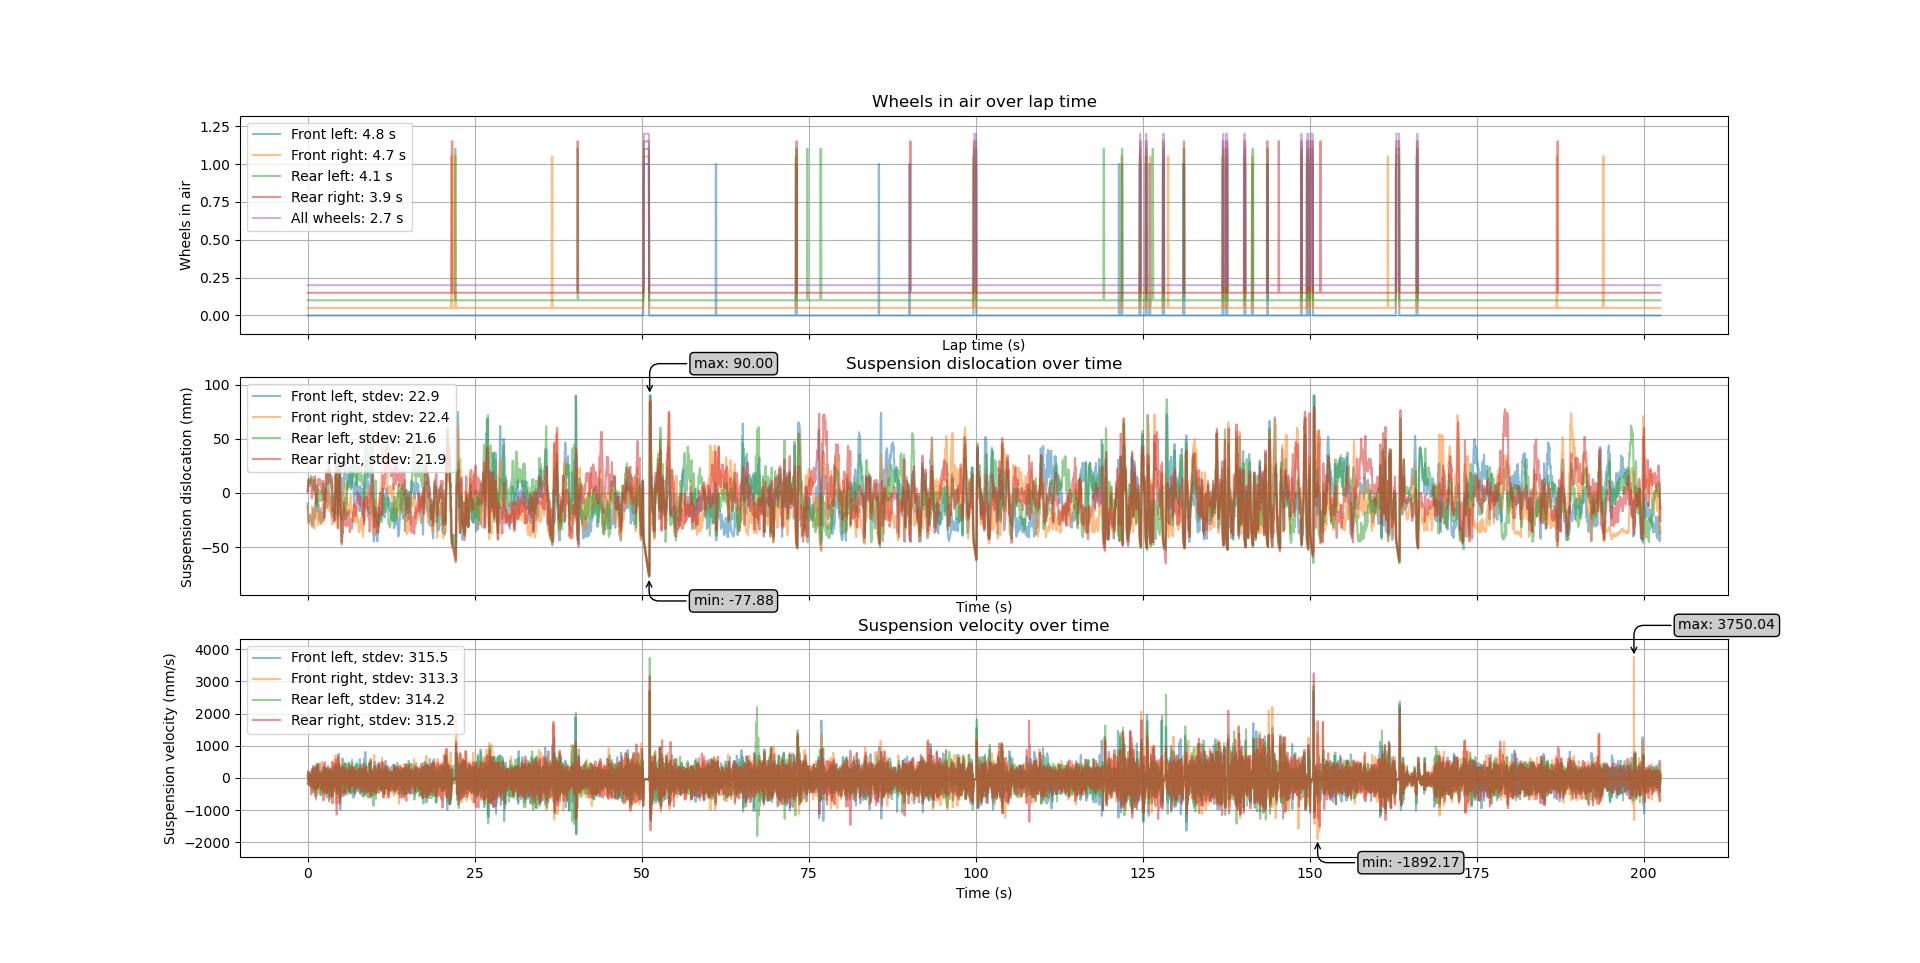 Wheels in air over lap time
Wheels in air
1.25
1.00
0.75
0.50
0.25
0.00
Front left: 4.8 s
Front right: 4.7 s
Rear left: 4.1 s
Rear right: 3.9 s
All wheels: 2.7 s
Lap time (s)
max: 90.00
Suspension dislocation over time
Suspension dislocation (mm)
100
50
0
−50
Front left, stdev: 22.9
Front right, stdev: 22.4
Rear left, stdev: 21.6
Rear right, stdev: 21.9
min: -77.88
Time (s)
Suspension velocity over time
max: 3750.04
Suspension velocity (mm/s)
4000
3000
2000
1000
0
−1000
−2000
Front left, stdev: 315.5
Front right, stdev: 313.3
Rear left, stdev: 314.2
Rear right, stdev: 315.2
min: -1892.17
0 25 50 75 100 125 150 175 200
Time (s)